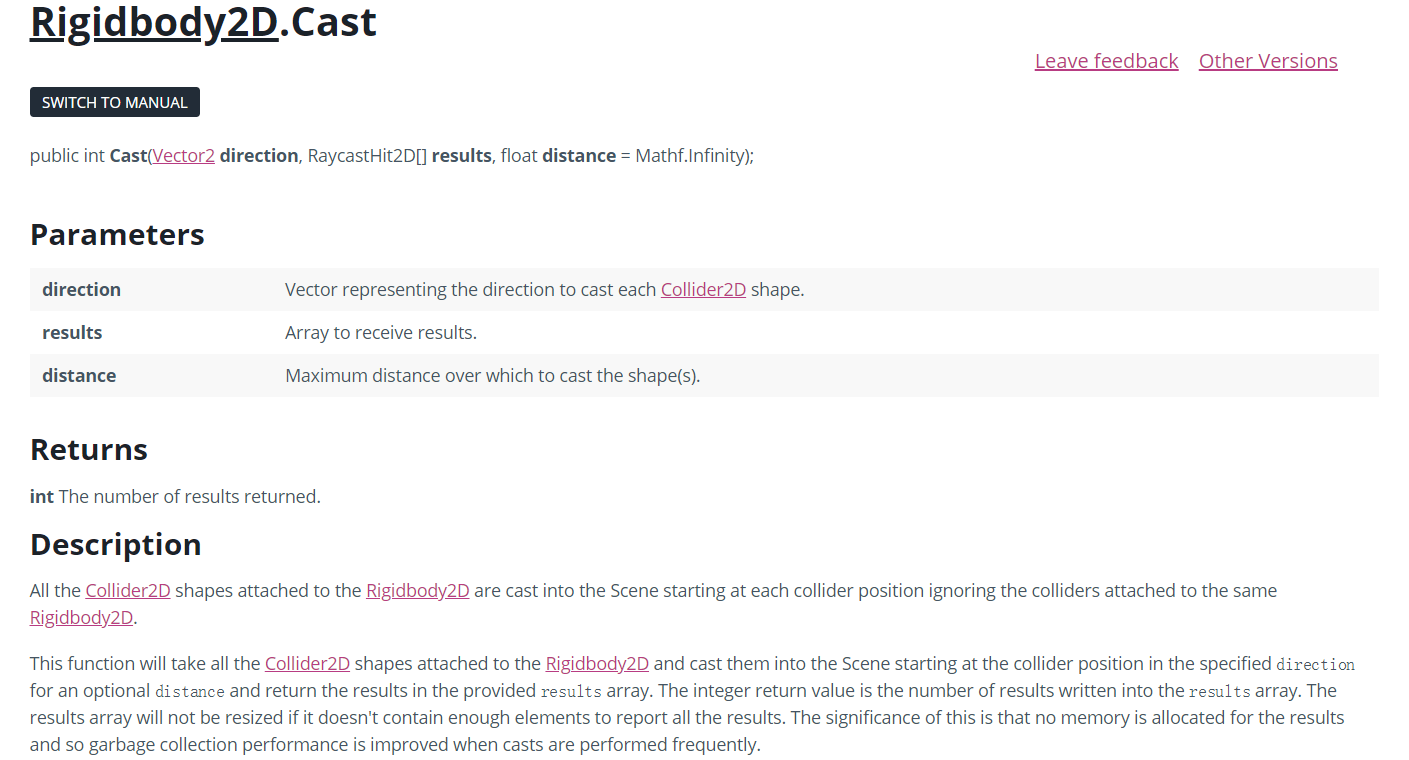 Rigidbody2D.Cast
Leave feedback Other Versions
SWITCH TO MANUAL
public int Cast(Vector2 direction, RaycastHit2D[] results, float distance = Mathf.Infinity);
Parameters
direction Vector representing the direction to cast each Collider2D shape.
results Array to receive results.
distance Maximum distance over which to cast the shape(s).
Returns
int The number of results returned.
Description
All the Collider2D shapes attached to the Rigidbody2D are cast into the Scene starting at each collider position ignoring the colliders attached to the same
Rigidbody2D.
This function will take all the Collider2D shapes attached to the Rigidbody2D and cast them into the Scene starting at the collider position in the specified direction
for an optional distance and return the results in the provided results array. The integer return value is the number of results written into the results array. The
results array will not be resized if it doesn't contain enough elements to report all the results. The significance of this is that no memory is allocated for the results
and so garbage collection performance is improved when casts are performed frequently.